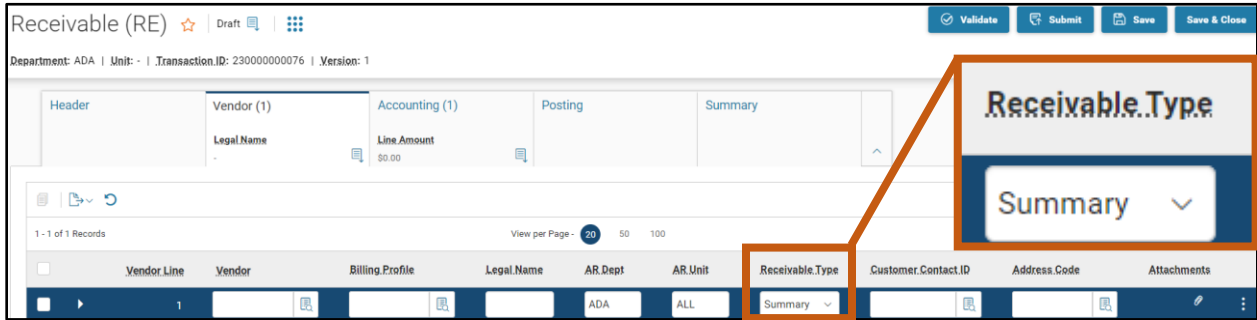 Receivable (RE) Draft
Validate Submit Save Save & Close
Department: ADA | Unit: - | Transaction ID: 230000000076 | Version: 1
Header Vendor (1) Accounting (1) Posting Summary
Legal Name Line Amount
- $0.00
Receivable Type
Summary
1 - 1 of 1 Records View per Page - 20 50 100
Vendor Line Vendor Billing Profile Legal Name AR Dept AR Unit Receivable Type Customer Contact ID Address Code Attachments
1 ADA ALL Summary